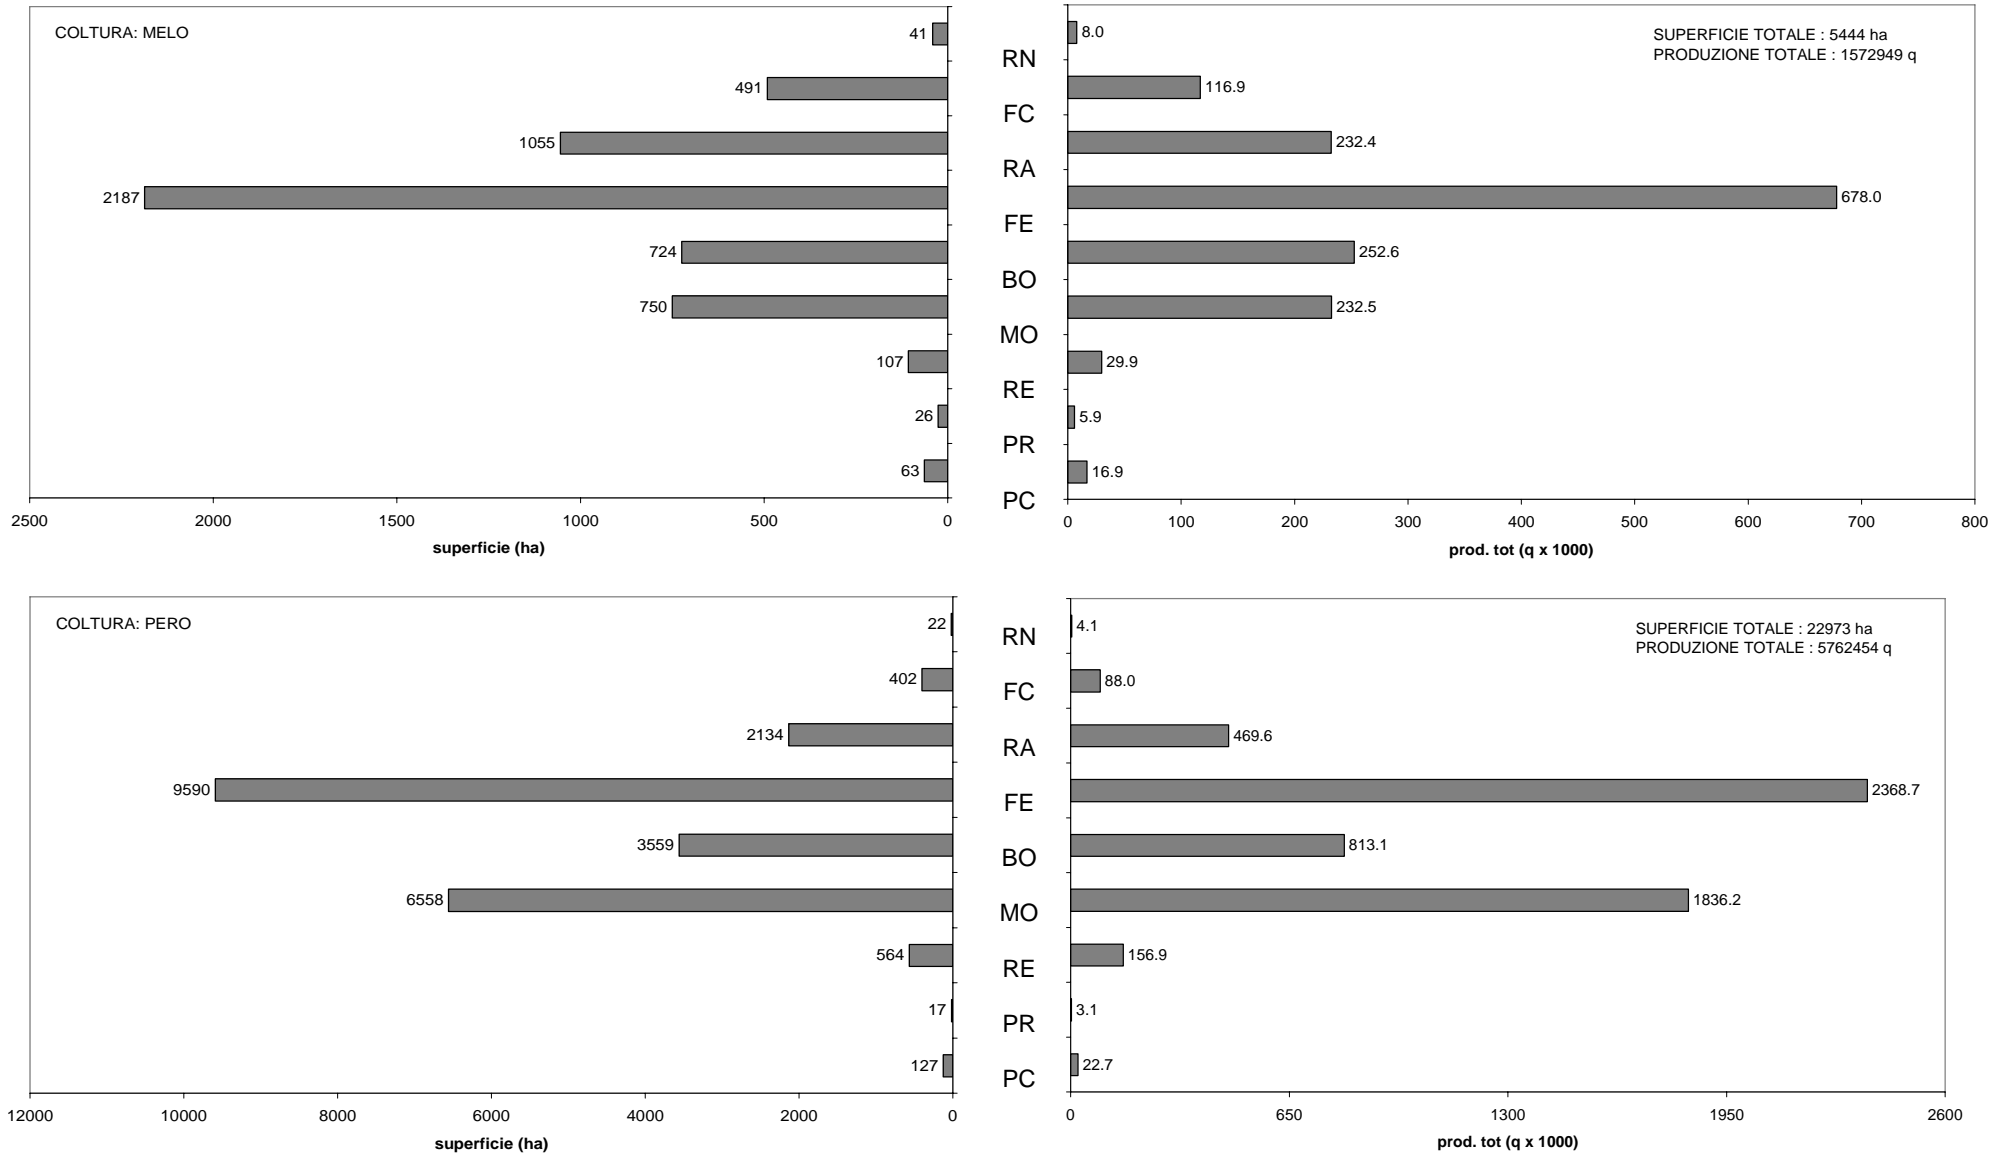 COLTURA: MELO
SUPERFICIE TOTALE : 5444 ha
PRODUZIONE TOTALE : 1572949 q
41 RN 8.0
491 FC 116.9
1055 RA 232.4
2187 FE 678.0
724 BO 252.6
750 MO 232.5
107 RE 29.9
26 PR 5.9
63 PC 16.9
2500 2000 1500 1000 500 0
0 100 200 300 400 500 600 700 800
superficie (ha)
prod. tot (q x 1000)
COLTURA: PERO
SUPERFICIE TOTALE : 22973 ha
PRODUZIONE TOTALE : 5762454 q
22 RN 4.1
402 FC 88.0
2134 RA 469.6
9590 FE 2368.7
3559 BO 813.1
6558 MO 1836.2
564 RE 156.9
17 PR 3.1
127 PC 22.7
12000 10000 8000 6000 4000 2000 0
0 650 1300 1950 2600
superficie (ha)
prod. tot (q x 1000)